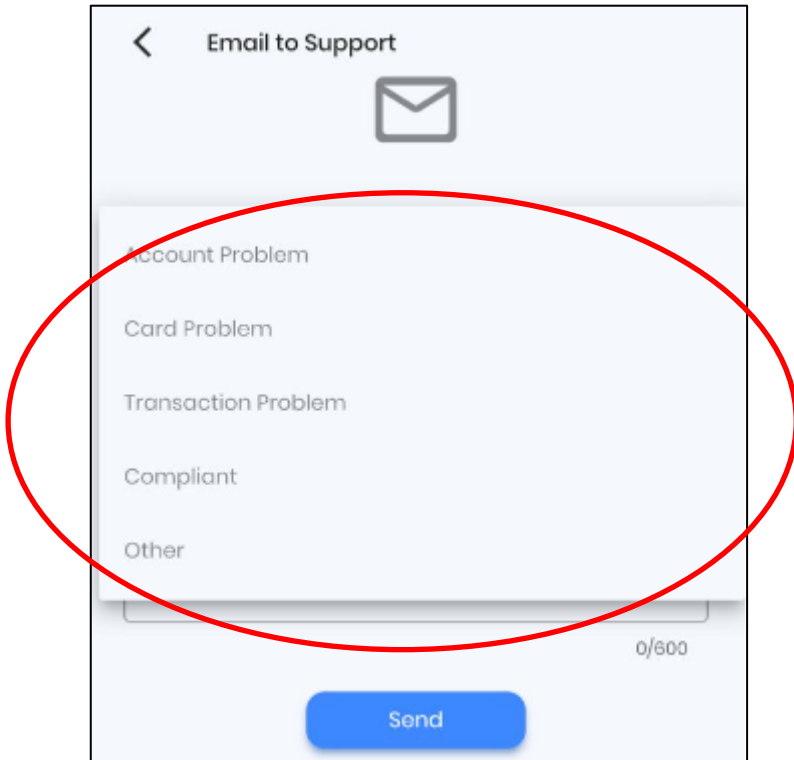 Email to Support
Account Problem
Card Problem
Transaction Problem
Compliant
Other
0/600
Send